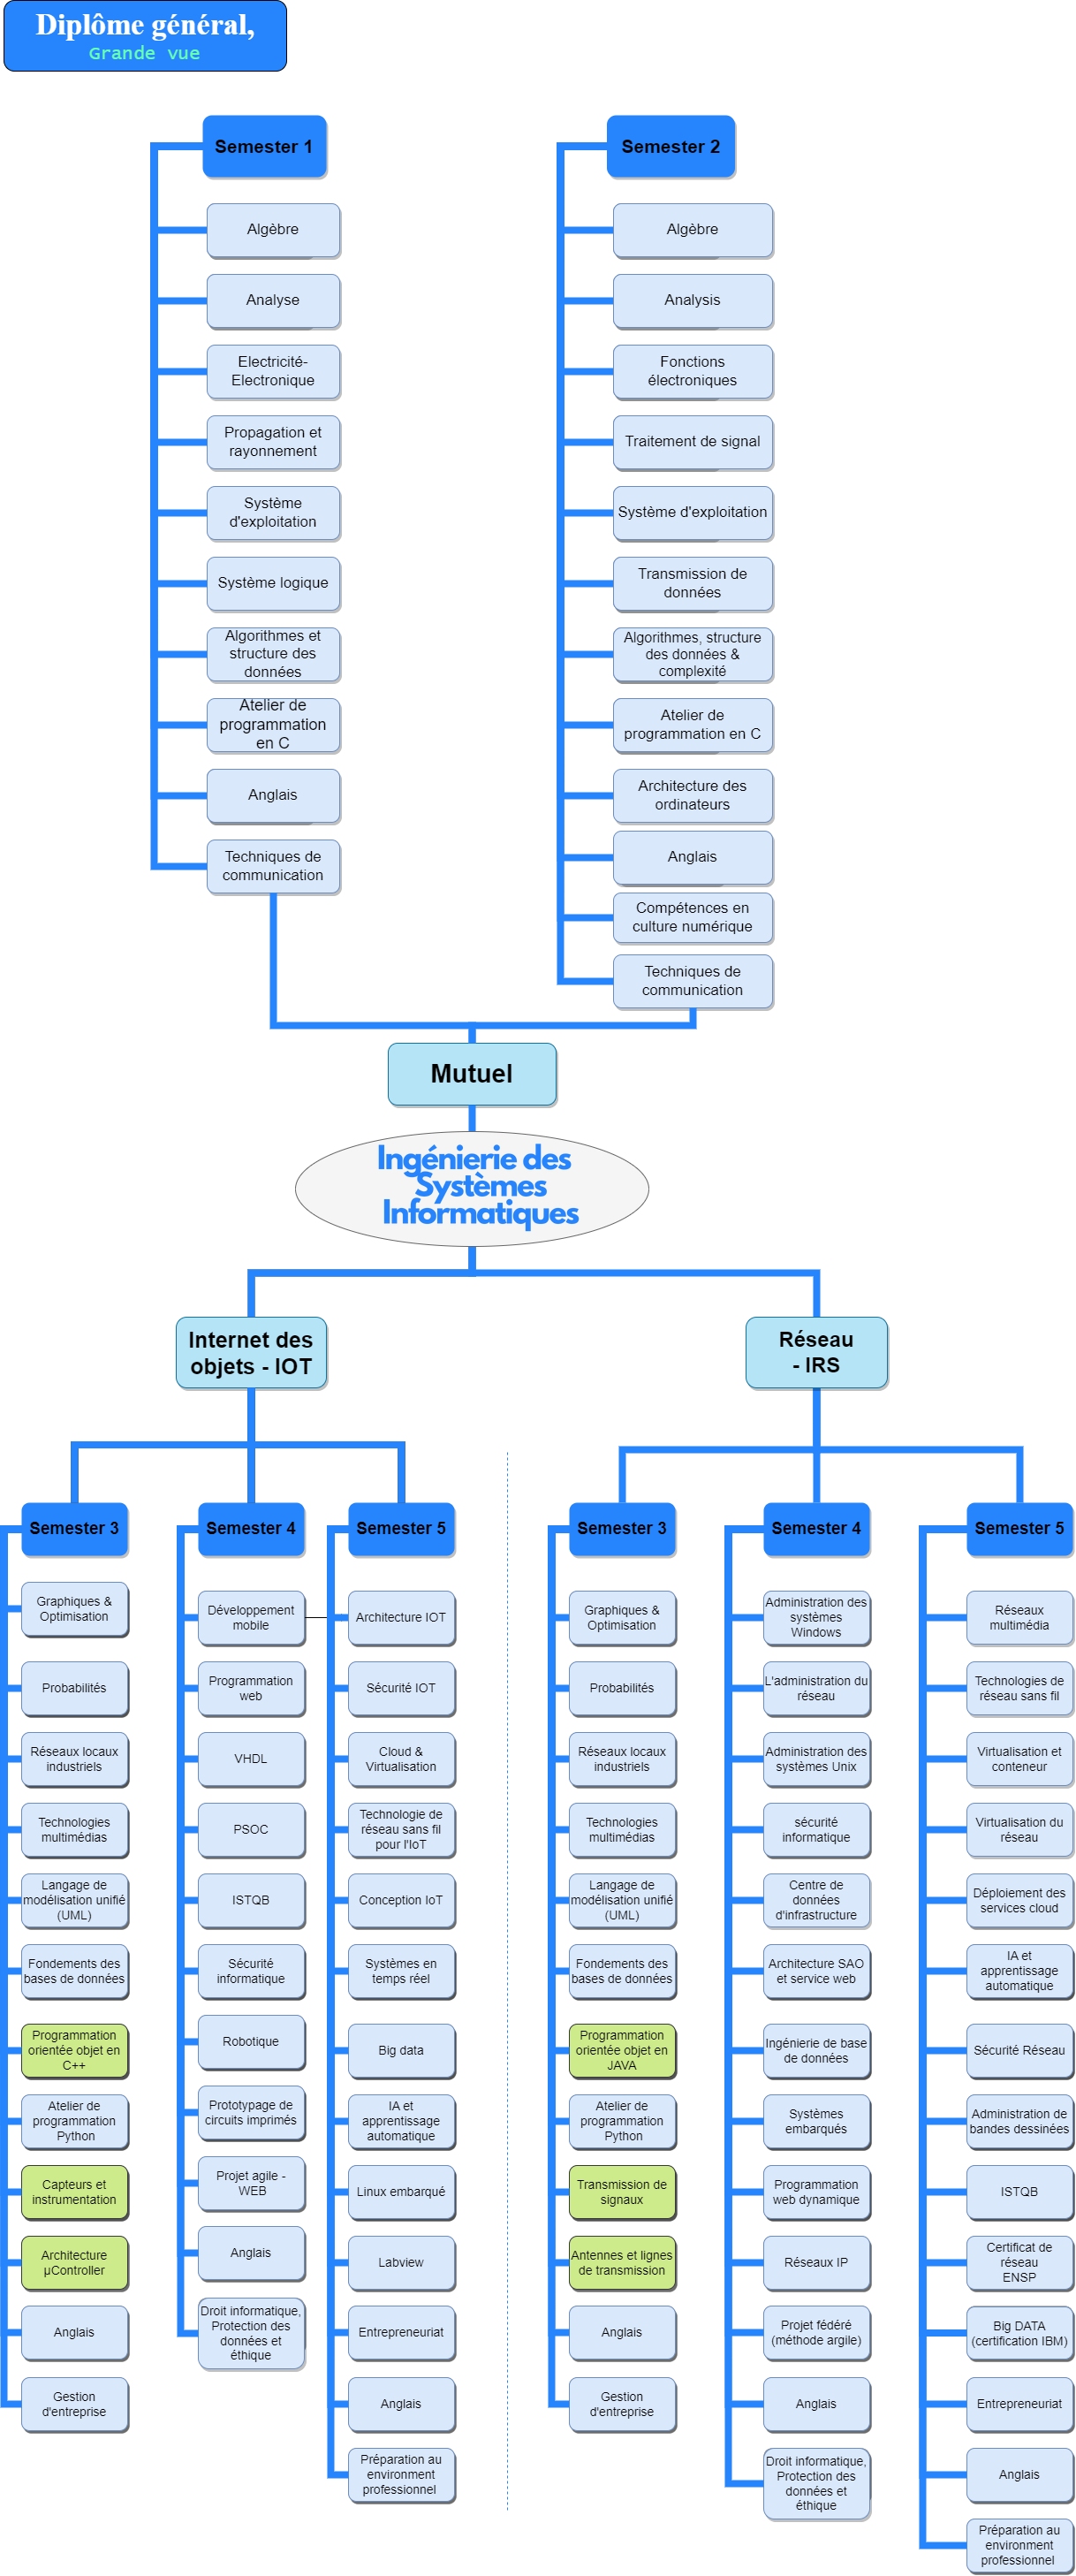 Diplôme général,
Grande vue
Semester 1
Algèbre
Analyse
Electricité-
Electronique
Propagation et
rayonnement
Système
d'exploitation
Système logique
Algorithmes et
structure des
données
Atelier de
programmation
en C
Anglais
Techniques de
communication
Semester 2
Algèbre
Analysis
Fonctions
électroniques
Traitement de signal
Système d'exploitation
Transmission de
données
Algorithmes, structure
des données &
complexité
Atelier de
programmation en C
Architecture des
ordinateurs
Anglais
Compétences en
culture numérique
Techniques de
communication
Mutuel
Ingénierie des
Systèmes
Informatiques
Internet des
objets - IOT
Semester 3
Graphiques &
Optimisation
Probabilités
Réseaux locaux
industriels
Technologies
multimédias
Langage de
modélisation unifié
(UML)
Fondements des
bases de données
Programmation
orientée objet en
C++
Atelier de
programmation
Python
Capteurs et
instrumentation
Architecture
µController
Anglais
Gestion
d'entreprise
Semester 4
Développement
mobile
Programmation
web
VHDL
PSOC
ISTQB
Sécurité
informatique
Robotique
Prototypage de
circuits imprimés
Projet agile -
WEB
Anglais
Droit informatique,
Protection des
données et
éthique
Semester 5
Architecture IOT
Sécurité IOT
Cloud &
Virtualisation
Technologie de
réseau sans fil
pour l'IoT
Conception IoT
Systèmes en
temps réel
Big data
IA et
apprentissage
automatique
Linux embarqué
Labview
Entrepreneuriat
Anglais
Préparation au
environment
professionnel
Réseau
- IRS
Semester 3
Graphiques &
Optimisation
Probabilités
Réseaux locaux
industriels
Technologies
multimédias
Langage de
modélisation unifié
(UML)
Fondements des
bases de données
Programmation
orientée objet en
JAVA
Atelier de
programmation
Python
Transmission de
signaux
Antennes et lignes
de transmission
Anglais
Gestion
d'entreprise
Semester 4
Administration des
systèmes
Windows
L'administration du
réseau
Administration des
systèmes Unix
sécurité
informatique
Centre de
données
d'infrastructure
Architecture SAO
et service web
Ingénierie de base
de données
Systèmes
embarqués
Programmation
web dynamique
Réseaux IP
Projet fédéré
(méthode argile)
Anglais
Droit informatique,
Protection des
données et
éthique
Semester 5
Réseaux
multimédia
Technologies de
réseau sans fil
Virtualisation et
conteneur
Virtualisation du
réseau
Déploiement des
services cloud
IA et
apprentissage
automatique
Sécurité Réseau
Administration de
bandes dessinées
ISTQB
Certificat de
réseau
ENSP
Big DATA
(certification IBM)
Entrepreneuriat
Anglais
Préparation au
environment
professionnel